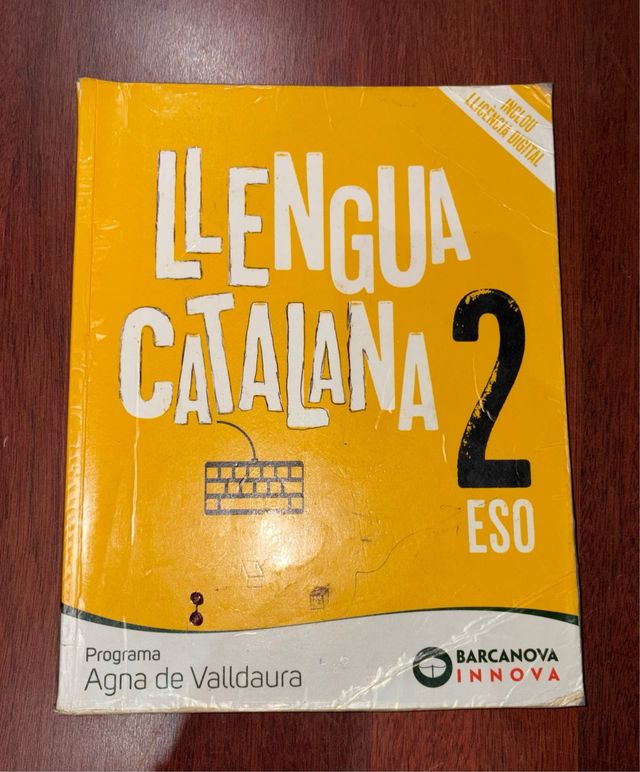 INCLOU
LLICÈNCIA DIGITAL
LLENGUA
CATALANA
2
ESO
Programa
Agna de Valldaura
BARCANOVA
INNOVA